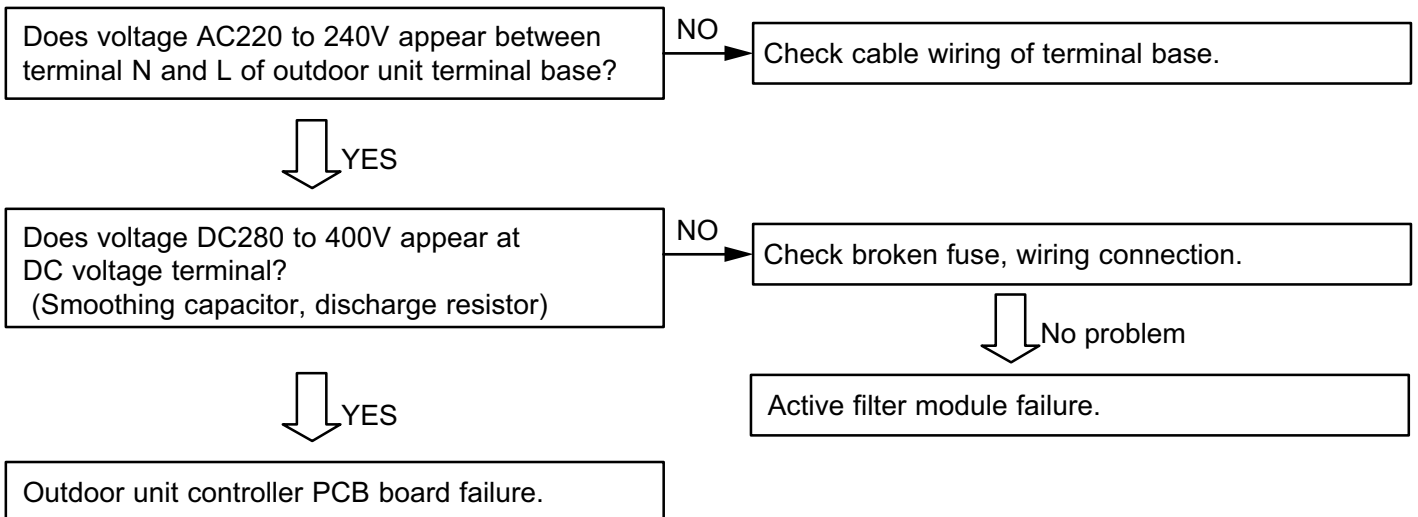 Does voltage AC220 to 240V appear between
terminal N and L of outdoor unit terminal base?
NO
Check cable wiring of terminal base.
YES
Does voltage DC280 to 400V appear at
DC voltage terminal?
(Smoothing capacitor, discharge resistor)
NO
Check broken fuse, wiring connection.
No problem
Active filter module failure.
YES
Outdoor unit controller PCB board failure.